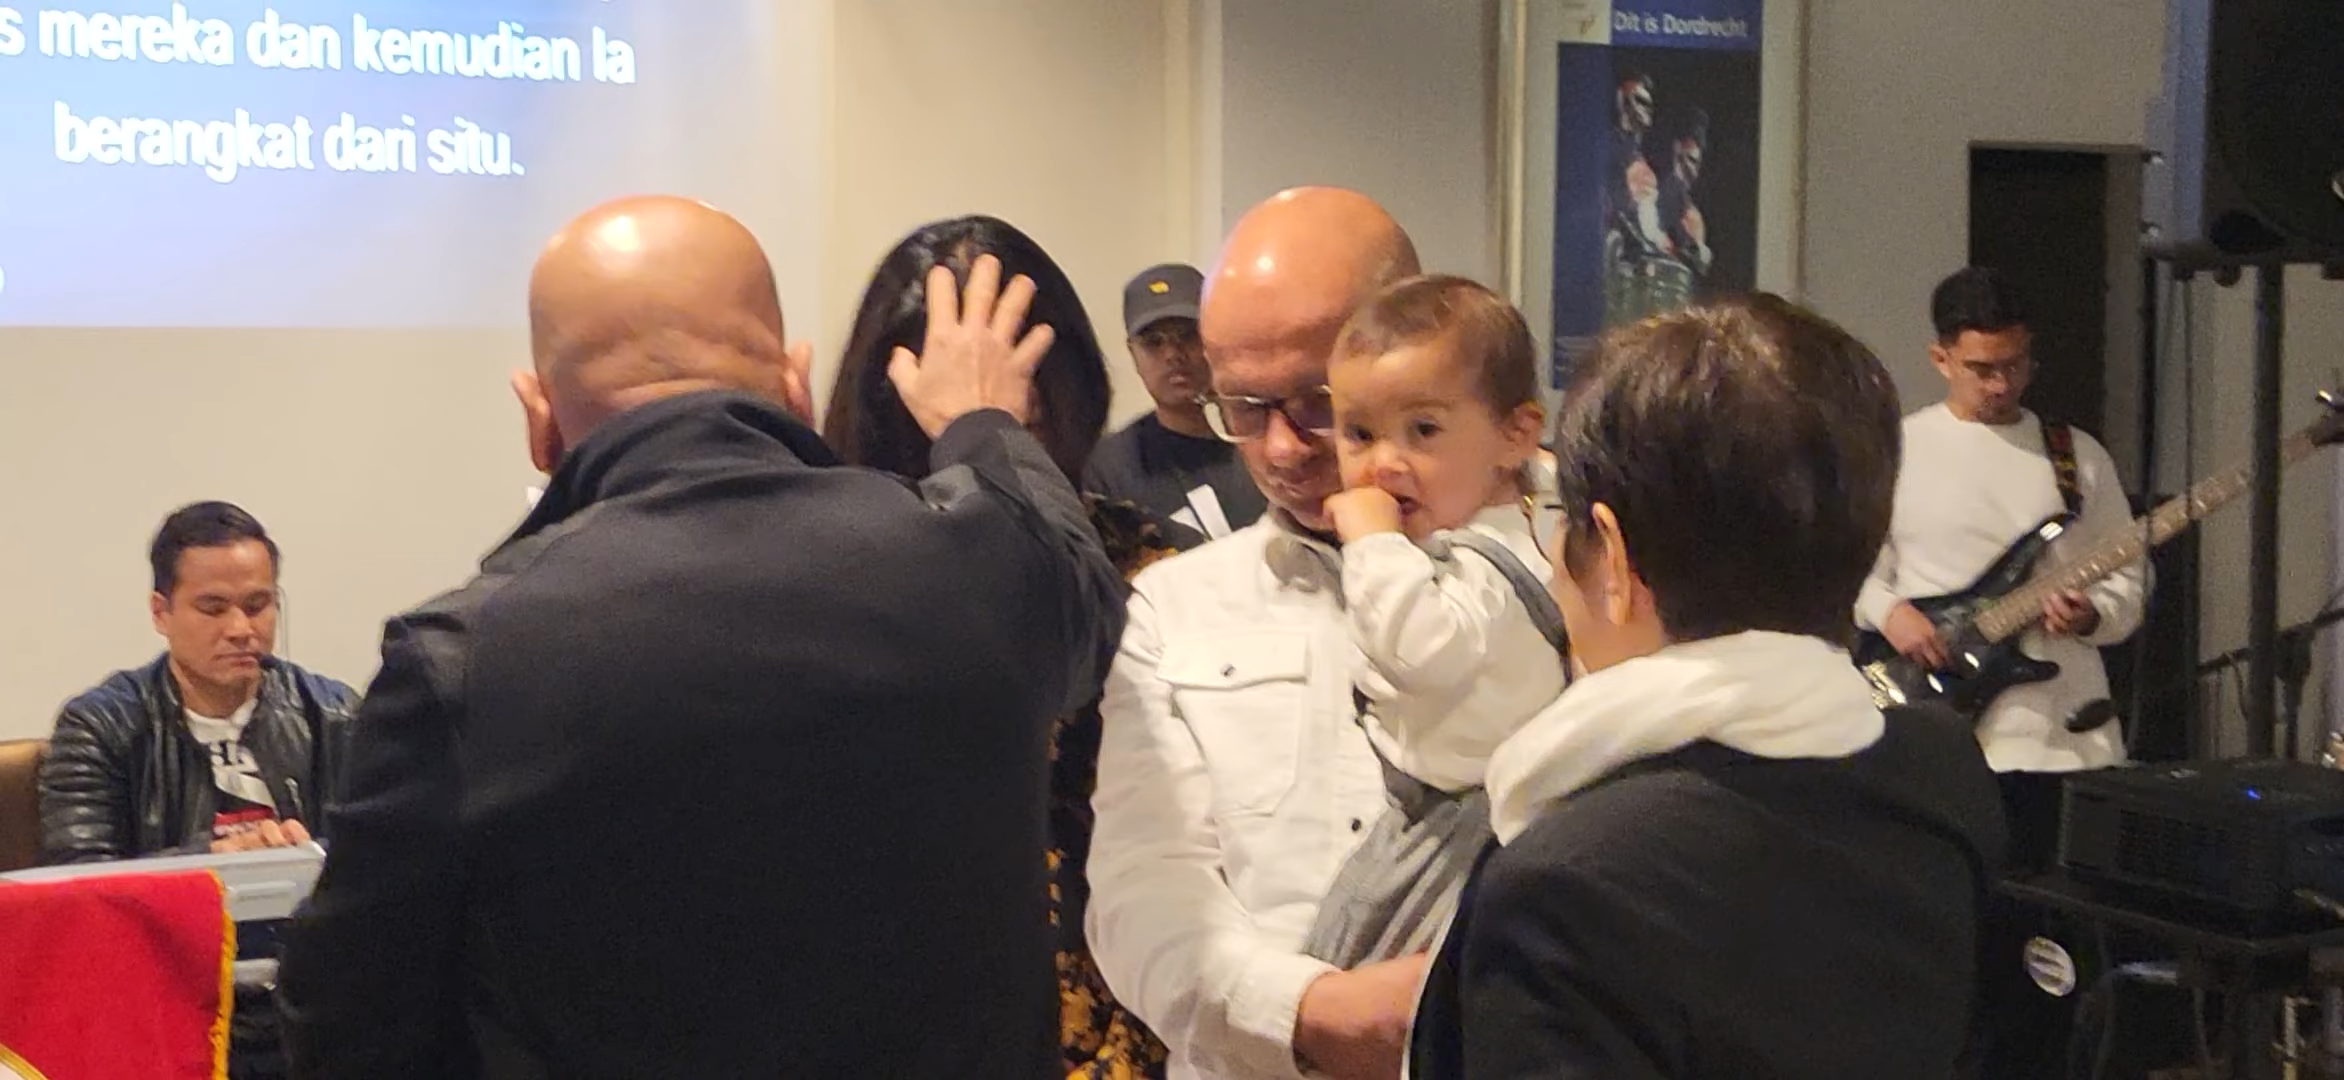 s mereka dan kemudian Ia
berangkat dari situ.
Dit is Dordrecht